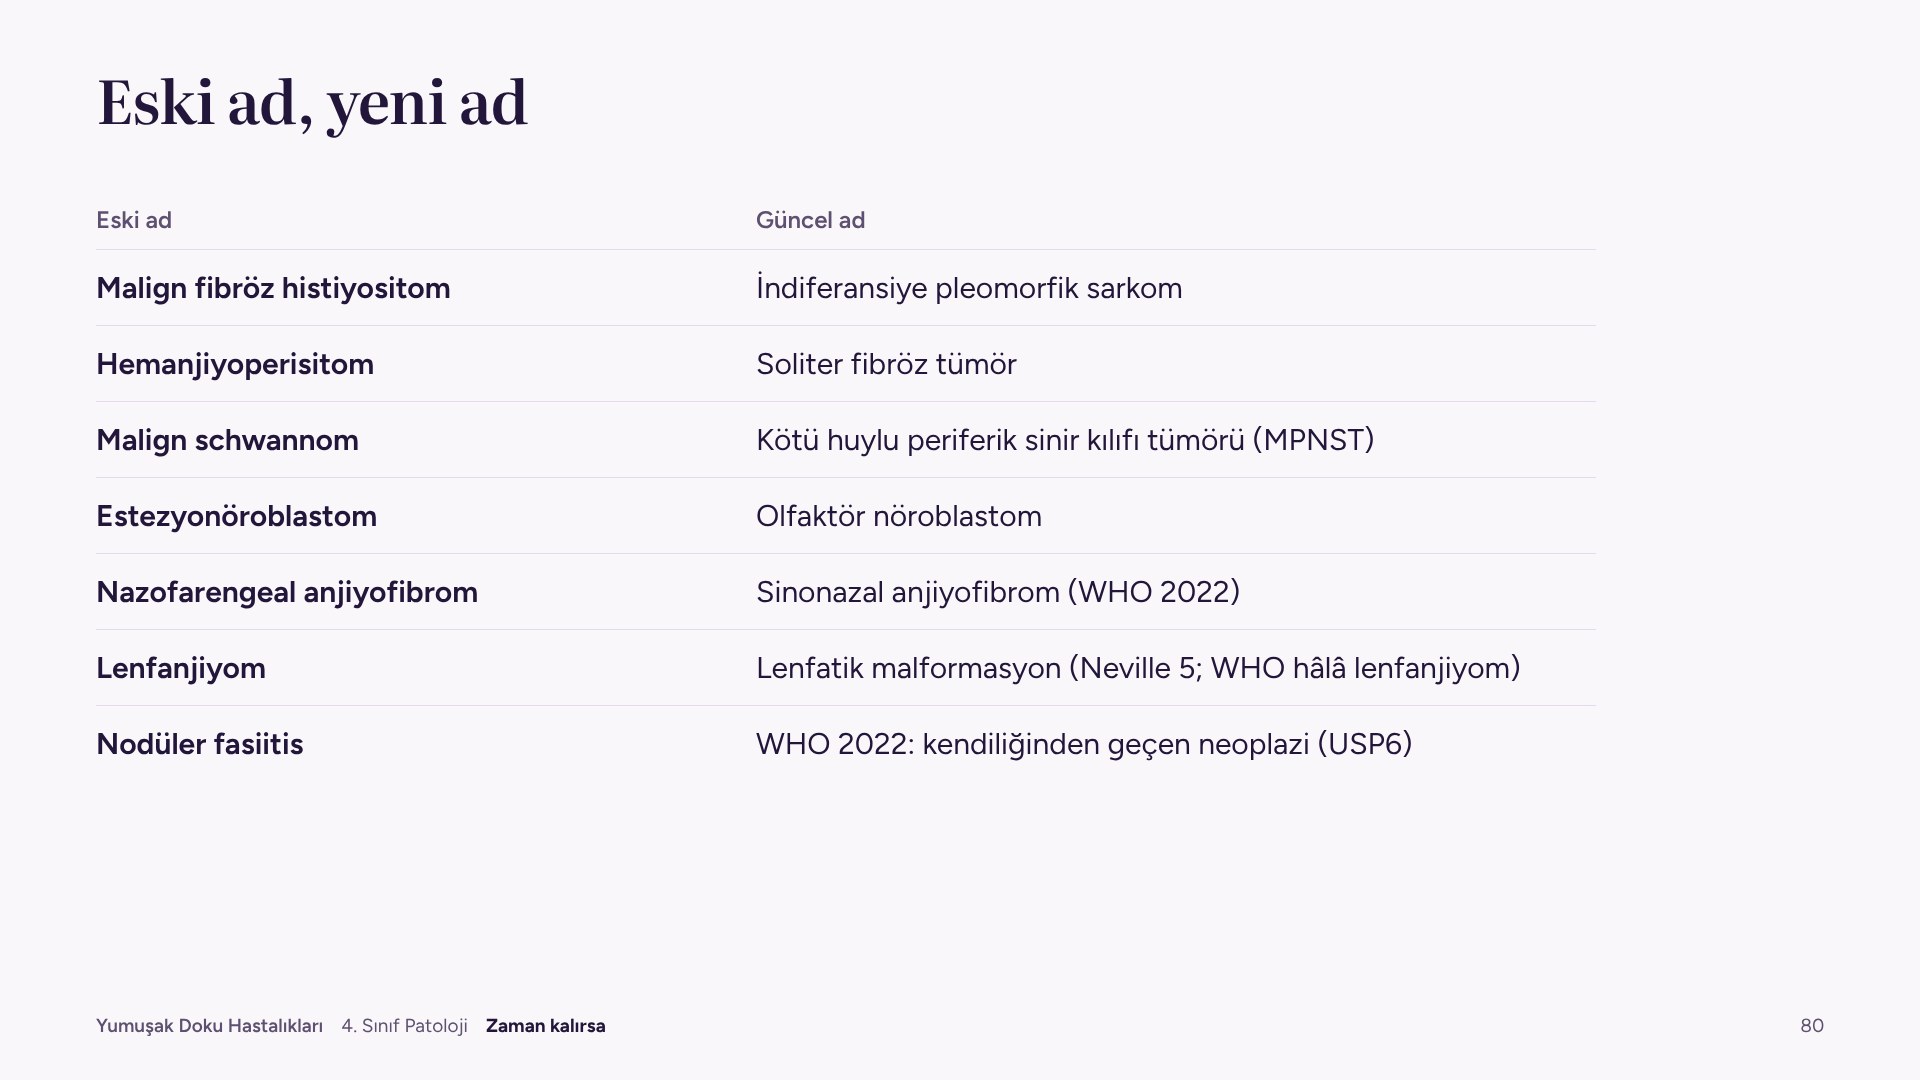 Eski ad, yeni ad
Eski ad Güncel ad
Malign fibröz histiyositom İndiferansiye pleomorfik sarkom
Hemanjiyoperisitom Soliter fibröz tümör
Malign schwannom Kötü huylu periferik sinir kılıfı tümörü (MPNST)
Estezyonöroblastom Olfaktör nöroblastom
Nazofarengeal anjiyofibrom Sinonazal anjiyofibrom (WHO 2022)
Lenfanjiyom Lenfatik malformasyon (Neville 5; WHO hâlâ lenfanjiyom)
Nodüler fasiitis WHO 2022: kendiliğinden geçen neoplazi (USP6)
Yumuşak Doku Hastalıkları 4. Sınıf Patoloji Zaman kalırsa 80